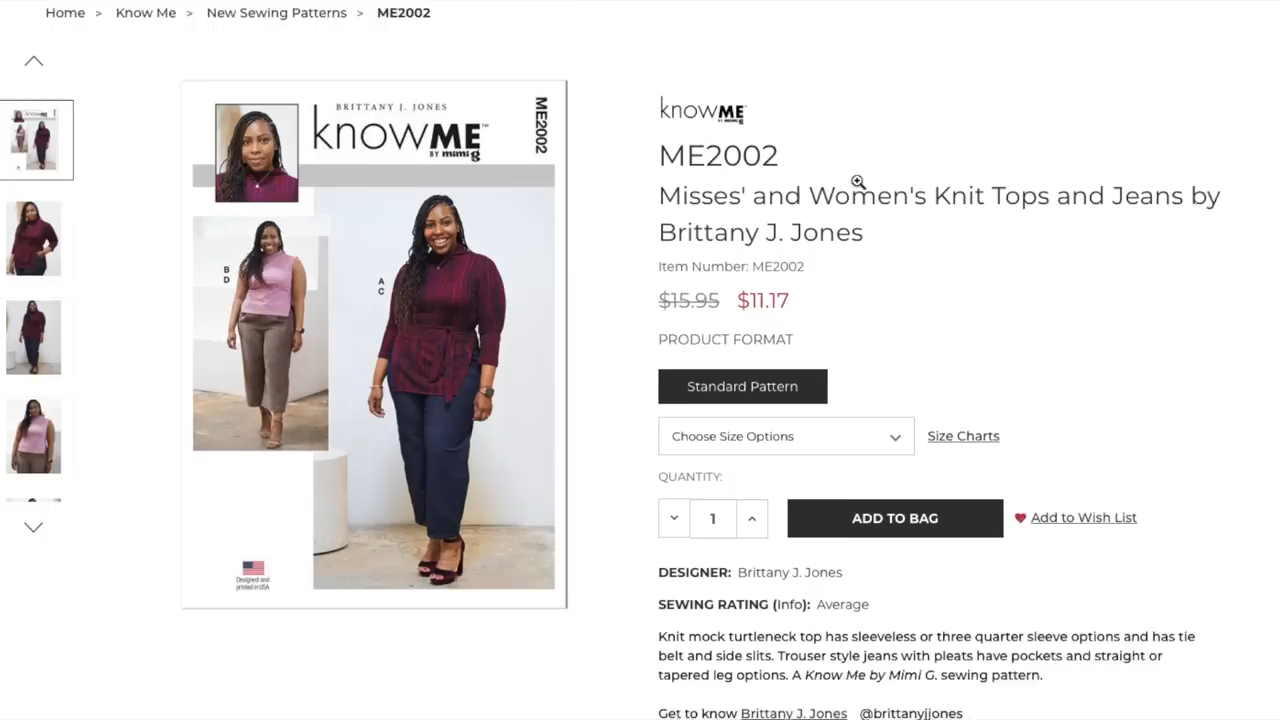 Home > Know Me > New Sewing Patterns > ME2002
BRITTANY J. JONES
knowME™
BY mimi g
ME2002
B
D
A
C
Designed and
printed in USA
knowME
BY mimi g
ME2002
Misses' and Women's Knit Tops and Jeans by
Brittany J. Jones
Item Number: ME2002
$15.95 $11.17
PRODUCT FORMAT
Standard Pattern
Choose Size Options
Size Charts
QUANTITY:
1
ADD TO BAG
Add to Wish List
DESIGNER: Brittany J. Jones
SEWING RATING (Info): Average
Knit mock turtleneck top has sleeveless or three quarter sleeve options and has tie
belt and side slits. Trouser style jeans with pleats have pockets and straight or
tapered leg options. A Know Me by Mimi G. sewing pattern.
Get to know Brittany J. Jones @brittanyjjones